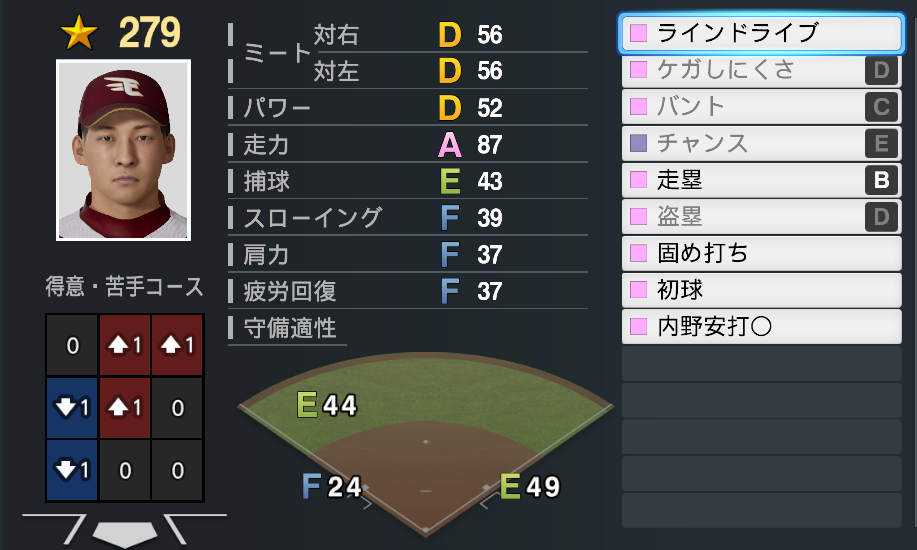 ★ 279
ミート 対右 D 56
対左 D 56
パワー D 52
走力 A 87
捕球 E 43
スローイング F 39
肩力 F 37
疲労回復 F 37
守備適性
E 44
F 24
E 49
得意・苦手コース
0 ↑1 ↑1
↓1 ↑1 0
↓1 0 0
ラインドライブ
ケガしにくさ D
バント C
チャンス E
走塁 B
盗塁 D
固め打ち
初球
内野安打〇